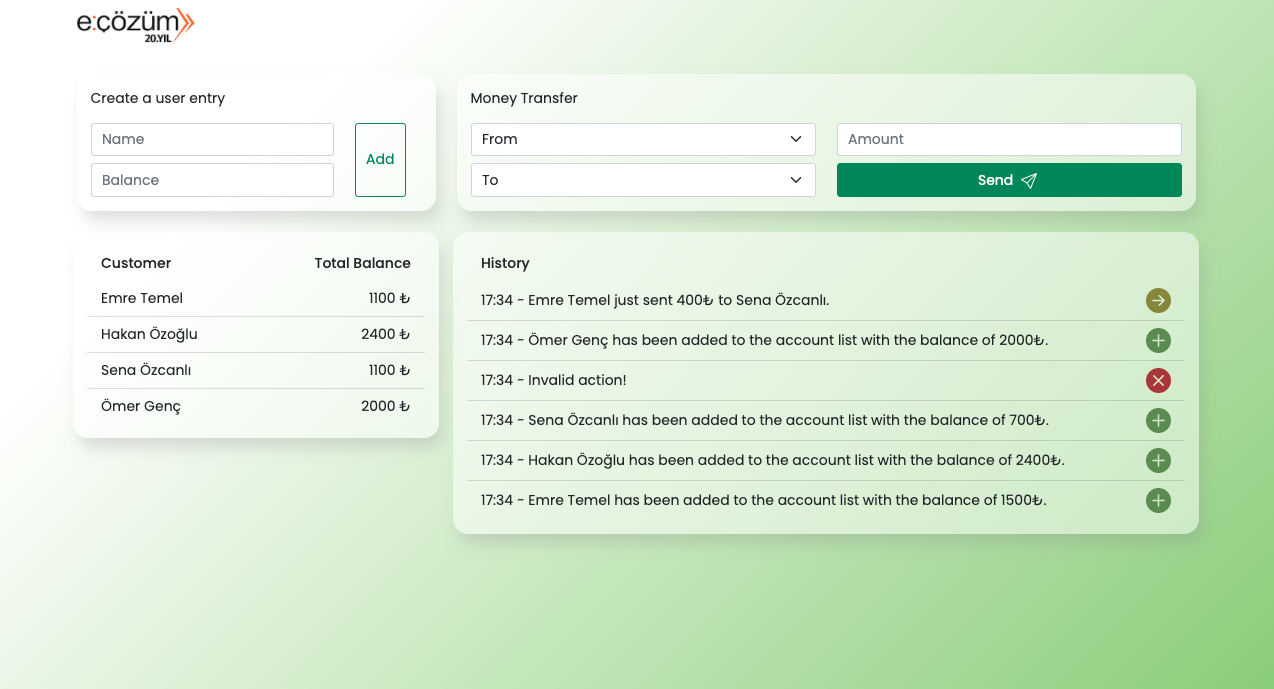 e:çözüm
20.YIL
Create a user entry
Name
Balance
Add
Money Transfer
From
To
Amount
Send
Customer Total Balance
Emre Temel 1100 ₺
Hakan Özoğlu 2400 ₺
Sena Özcanlı 1100 ₺
Ömer Genç 2000 ₺
History
17:34 - Emre Temel just sent 400₺ to Sena Özcanlı.
17:34 - Ömer Genç has been added to the account list with the balance of 2000₺.
17:34 - Invalid action!
17:34 - Sena Özcanlı has been added to the account list with the balance of 700₺.
17:34 - Hakan Özoğlu has been added to the account list with the balance of 2400₺.
17:34 - Emre Temel has been added to the account list with the balance of 1500₺.